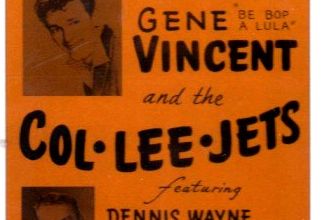 GENE "BE BOP
A LULA"
VINCENT
and the
COL•LEE•JETS
featuring
DENNIS WAYNE